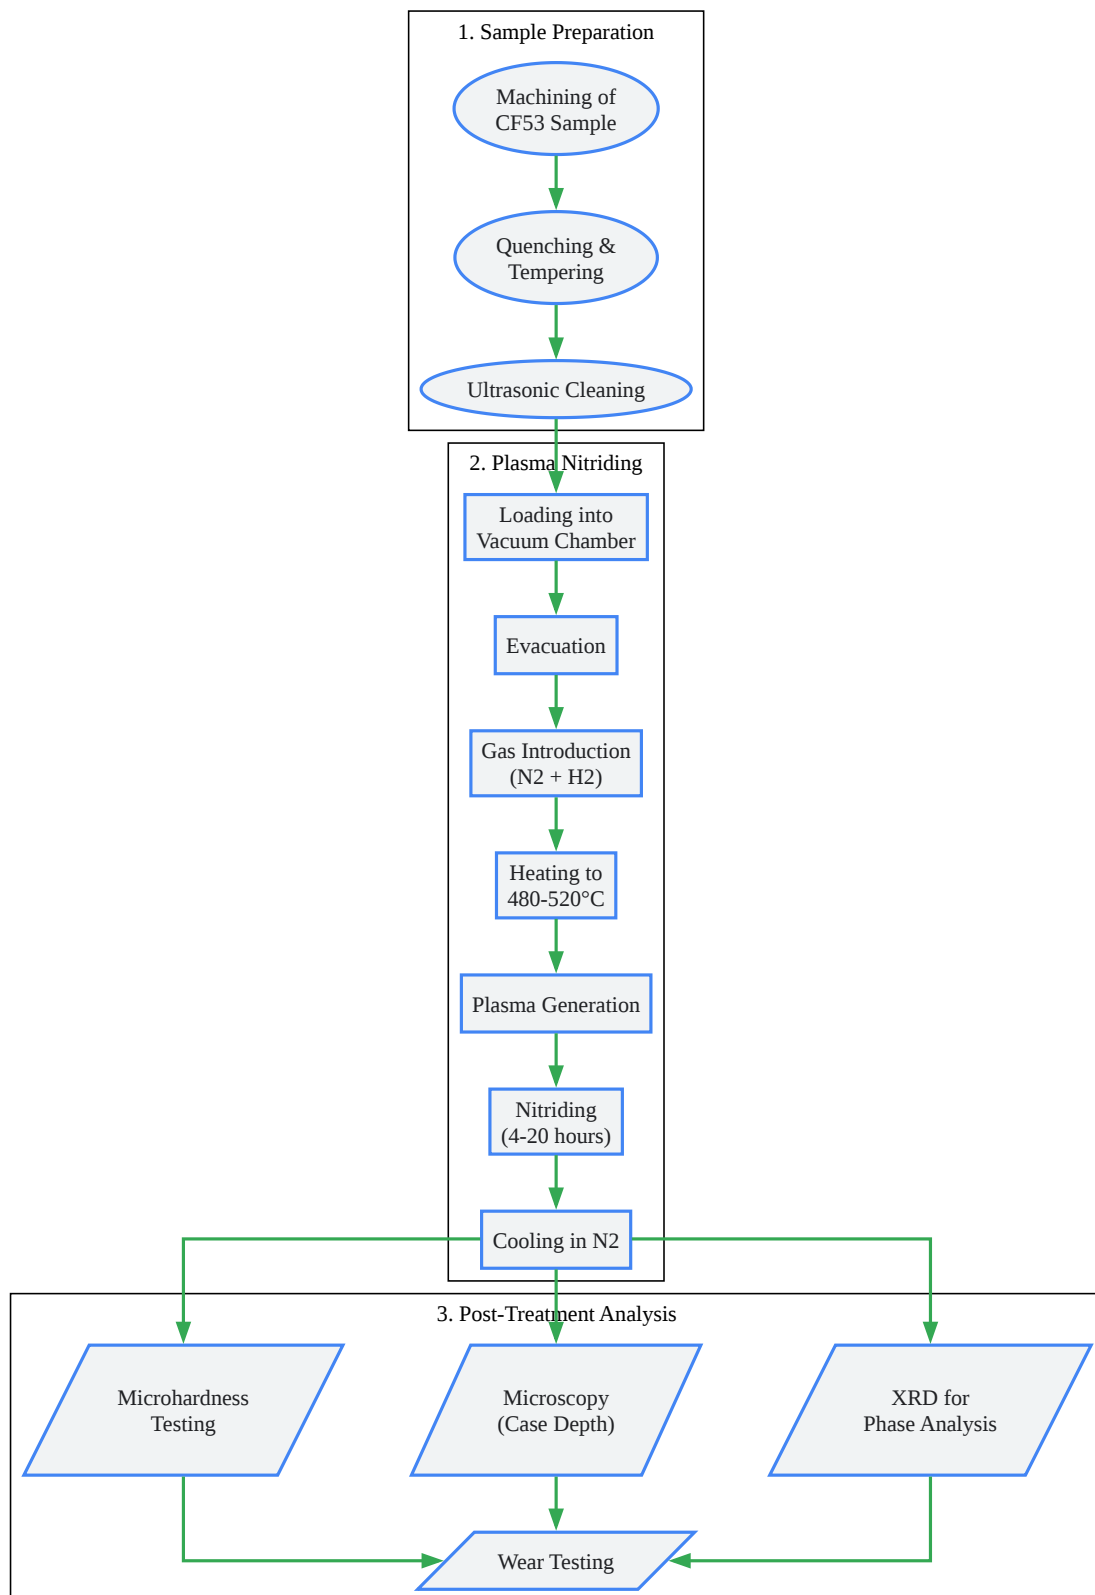 1. Sample Preparation
Machining of
CF53 Sample
Quenching &
Tempering
Ultrasonic Cleaning
2. Plasma Nitriding
Loading into
Vacuum Chamber
Evacuation
Gas Introduction
(N2 + H2)
Heating to
480-520°C
Plasma Generation
Nitriding
(4-20 hours)
Cooling in N2
3. Post-Treatment Analysis
Microhardness
Testing
Microscopy
(Case Depth)
XRD for
Phase Analysis
Wear Testing